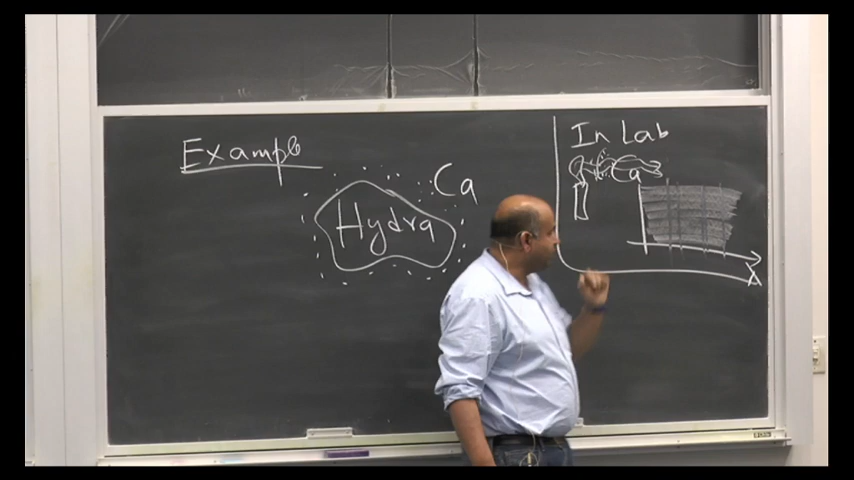 Example
Hydra
Ca
In Lab
Ca
λ